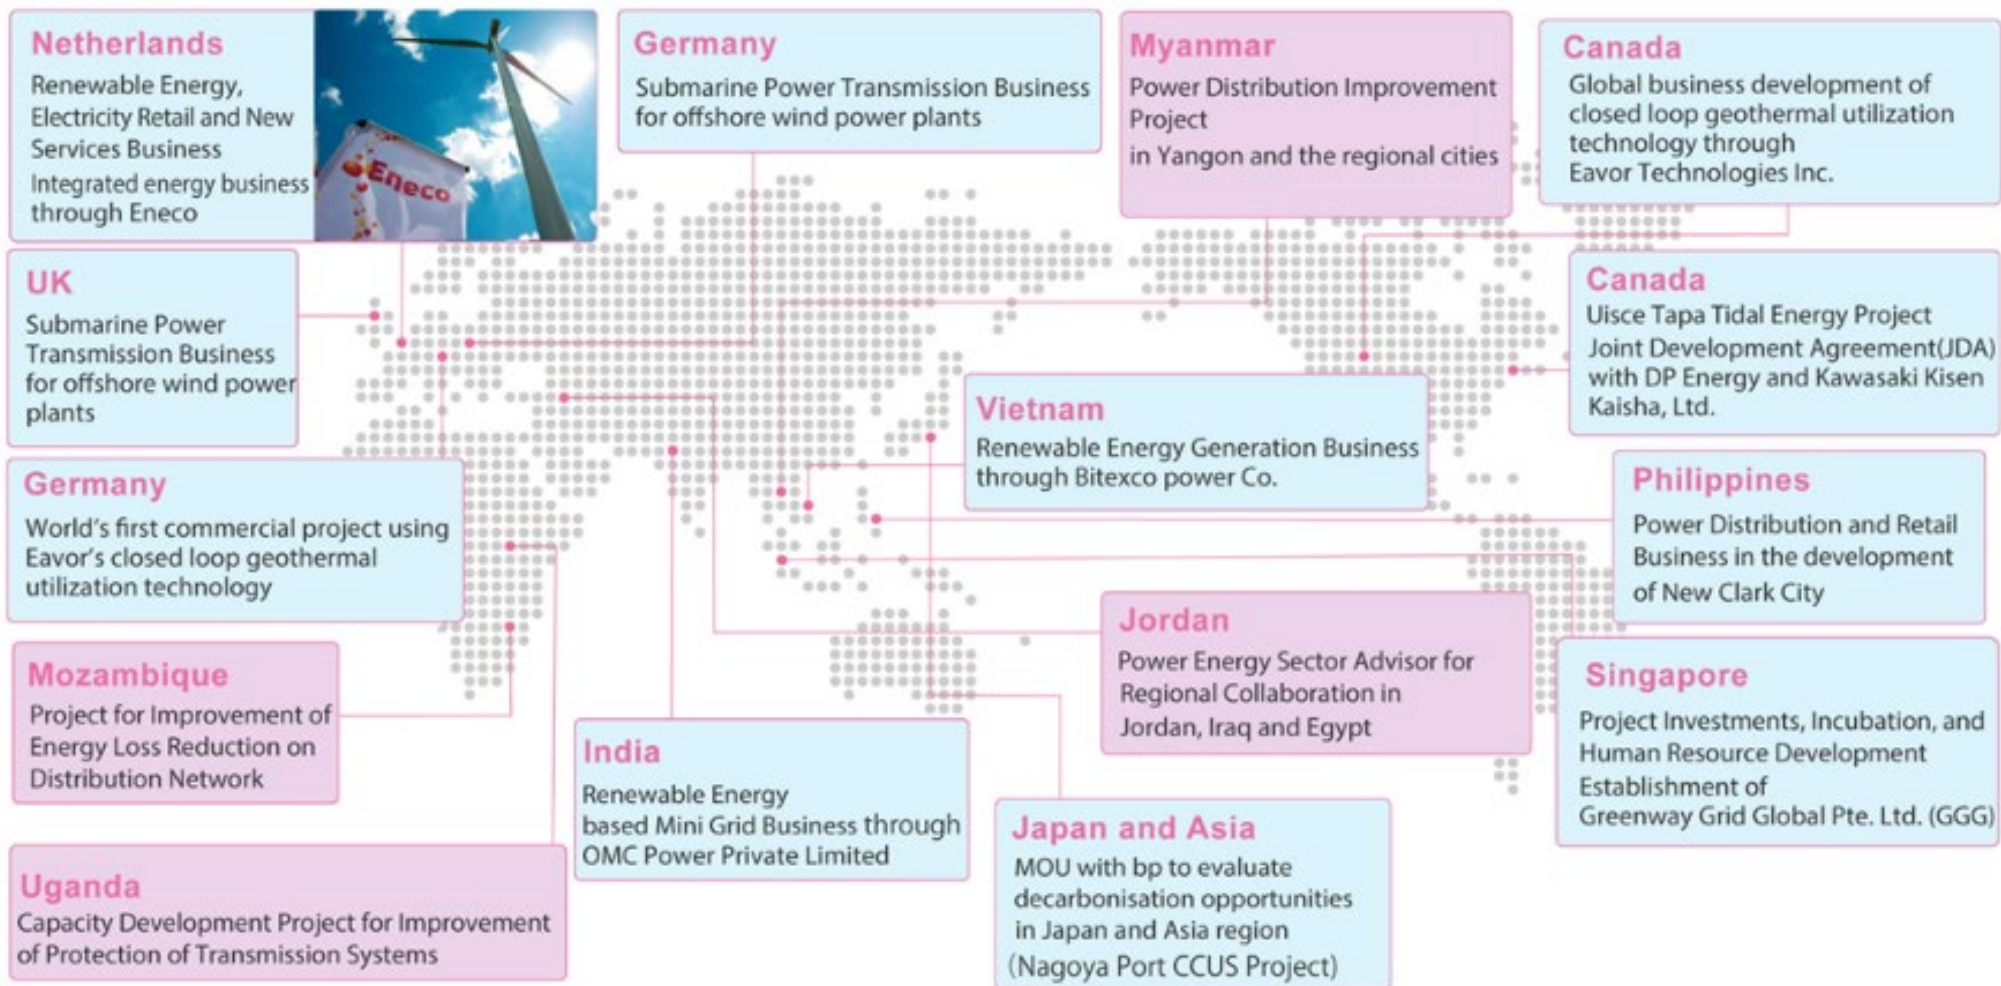 Netherlands
Renewable Energy,
Electricity Retail and New
Services Business
Integrated energy business
through Eneco
Eneco
Germany
Submarine Power Transmission Business
for offshore wind power plants
Myanmar
Power Distribution Improvement
Project
in Yangon and the regional cities
Canada
Global business development of
closed loop geothermal utilization
technology through
Eavor Technologies Inc.
UK
Submarine Power
Transmission Business
for offshore wind power
plants
Canada
Uisce Tapa Tidal Energy Project
Joint Development Agreement(JDA)
with DP Energy and Kawasaki Kisen
Kaisha, Ltd.
Vietnam
Renewable Energy Generation Business
through Bitexco power Co.
Germany
World's first commercial project using
Eavor's closed loop geothermal
utilization technology
Philippines
Power Distribution and Retail
Business in the development
of New Clark City
Mozambique
Project for Improvement of
Energy Loss Reduction on
Distribution Network
Jordan
Power Energy Sector Advisor for
Regional Collaboration in
Jordan, Iraq and Egypt
Singapore
Project Investments, Incubation, and
Human Resource Development
Establishment of
Greenway Grid Global Pte. Ltd. (GGG)
India
Renewable Energy
based Mini Grid Business through
OMC Power Private Limited
Japan and Asia
MOU with bp to evaluate
decarbonisation opportunities
in Japan and Asia region
(Nagoya Port CCUS Project)
Uganda
Capacity Development Project for Improvement
of Protection of Transmission Systems